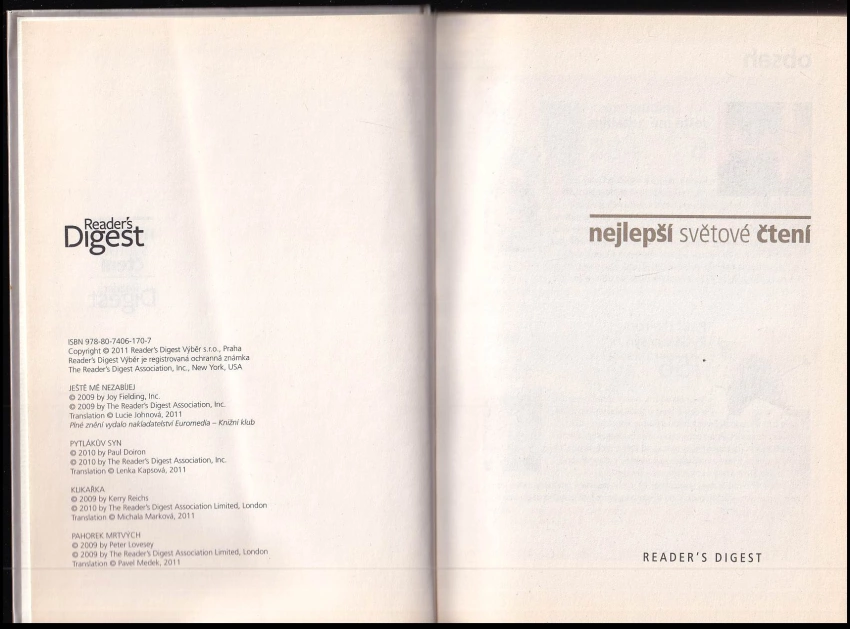 Reader's
Digest
ISBN 978-80-7406-170-7
Copyright © 2011 Reader's Digest Výběr s.r.o., Praha
Reader's Digest Výběr je registrovaná ochranná známka
The Reader's Digest Association, Inc., New York, USA
JEŠTĚ MĚ NEZABÍJEJ
© 2009 by Joy Fielding, Inc.
© 2009 by The Reader's Digest Association, Inc.
Translation © Lucie Johnová, 2011
Plné znění vydalo nakladatelství Euromedia – Knižní klub
PYTLÁKŮV SYN
© 2010 by Paul Doiron
© 2010 by The Reader's Digest Association, Inc.
Translation © Lenka Kapsová, 2011
KLIKAŘKA
© 2009 by Kerry Reichs
© 2010 by The Reader's Digest Association Limited, London
Translation © Michala Marková, 2011
PAHOREK MRTVÝCH
© 2009 by Peter Lovesey
© 2009 by The Reader's Digest Association Limited, London
Translation © Pavel Medek, 2011
nejlepší světové čtení
READER'S DIGEST